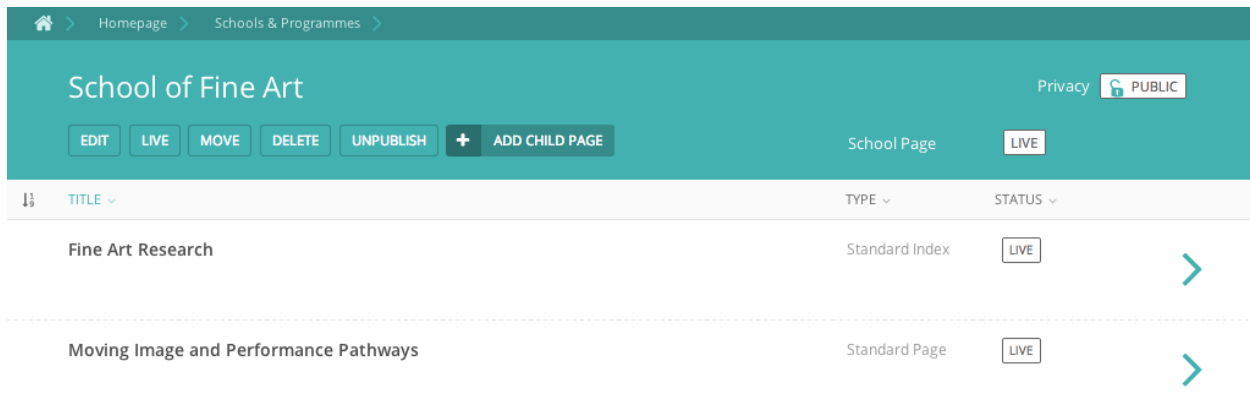 Homepage Schools & Programmes
School of Fine Art
Privacy PUBLIC
EDIT LIVE MOVE DELETE UNPUBLISH + ADD CHILD PAGE School Page LIVE
TITLE TYPE STATUS
Fine Art Research Standard Index LIVE
Moving Image and Performance Pathways Standard Page LIVE